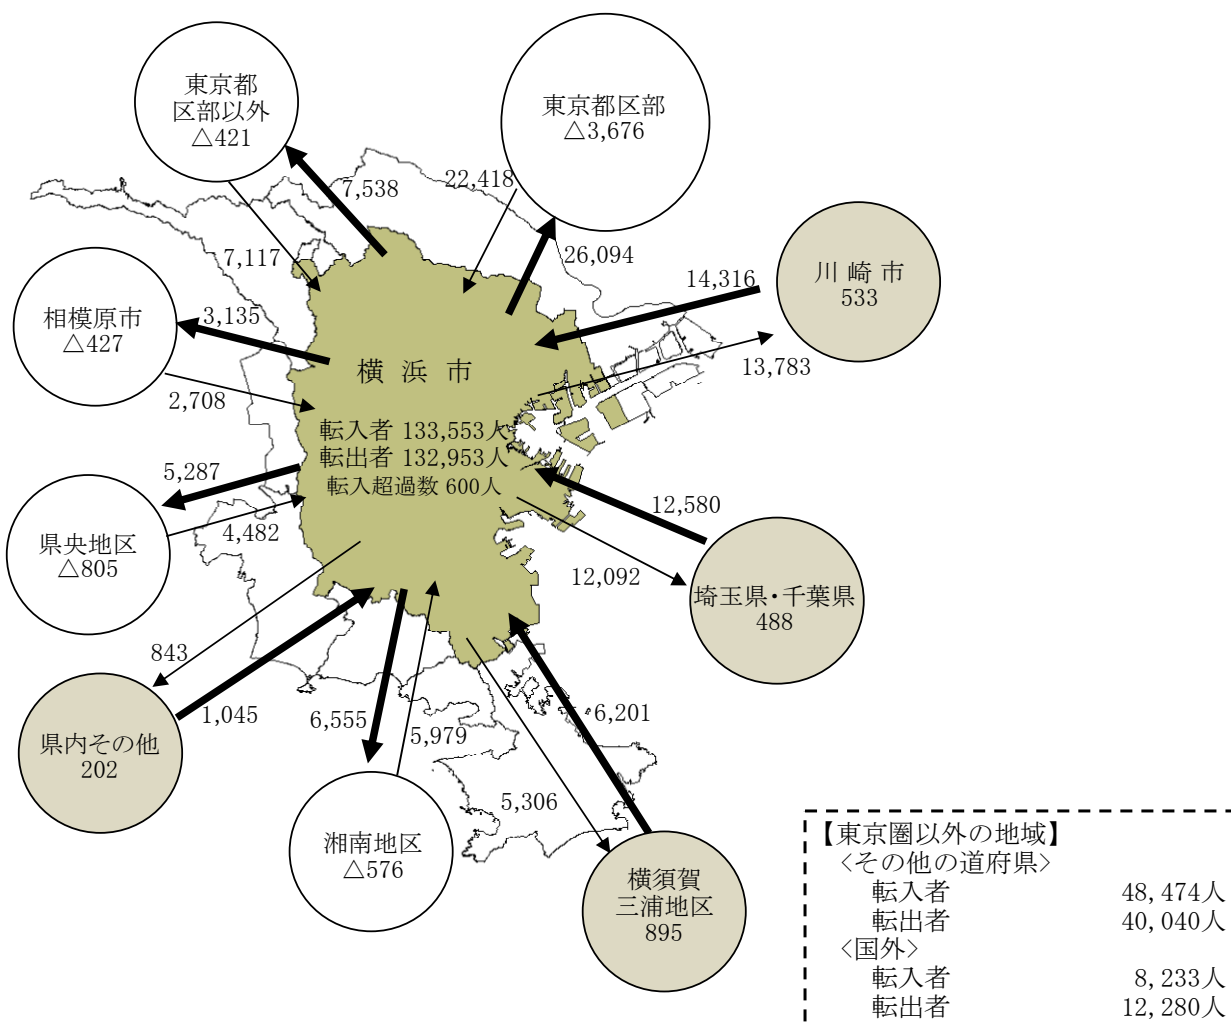 東京都
区部以外
△421
東京都区部
△3,676
7,538
22,418
7,117
26,094
川 崎 市
533
14,316
13,783
相模原市
△427
3,135
2,708
横 浜 市
転入者 133,553人
転出者 132,953人
転入超過数 600人
5,287
4,482
県央地区
△805
12,580
12,092
埼玉県・千葉県
488
843
1,045
県内その他
202
6,555
5,979
湘南地区
△576
6,201
5,306
横須賀
三浦地区
895
【東京圏以外の地域】
<その他の道府県>
転入者 48,474人
転出者 40,040人
<国外>
転入者 8,233人
転出者 12,280人